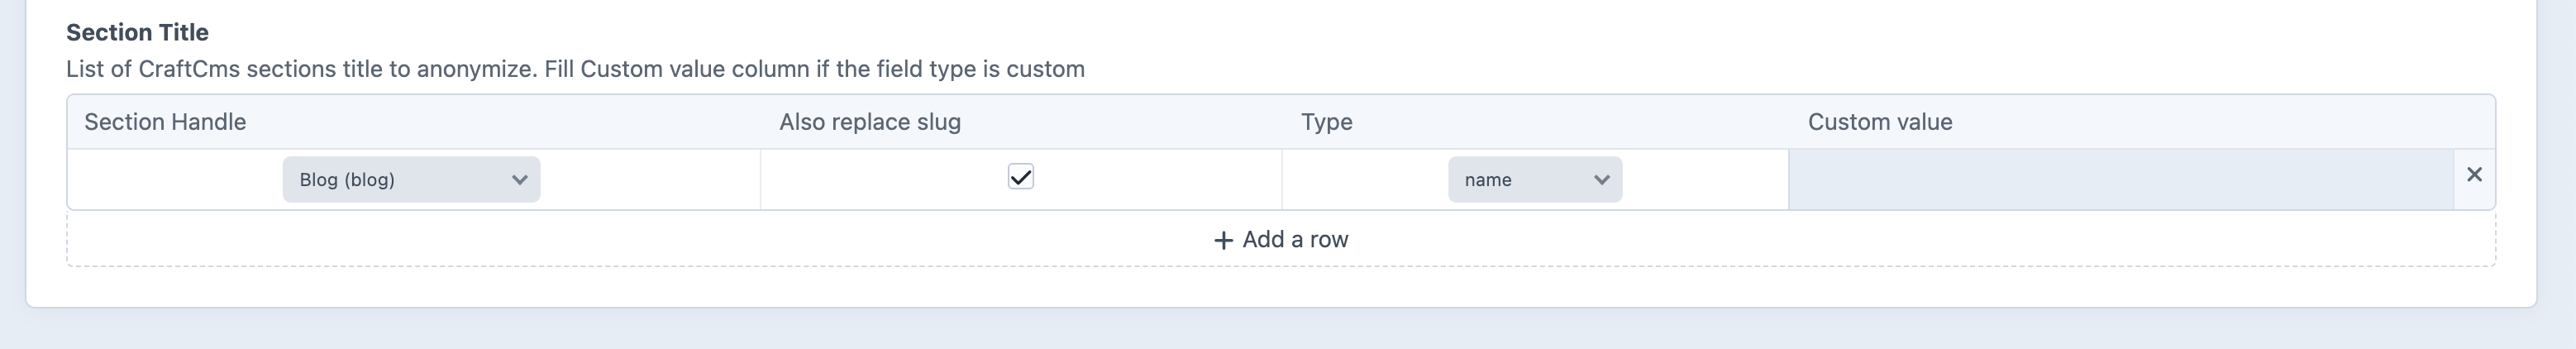 Section Title
List of CraftCms sections title to anonymize. Fill Custom value column if the field type is custom
Section Handle Also replace slug Type Custom value
Blog (blog) name
Add a row